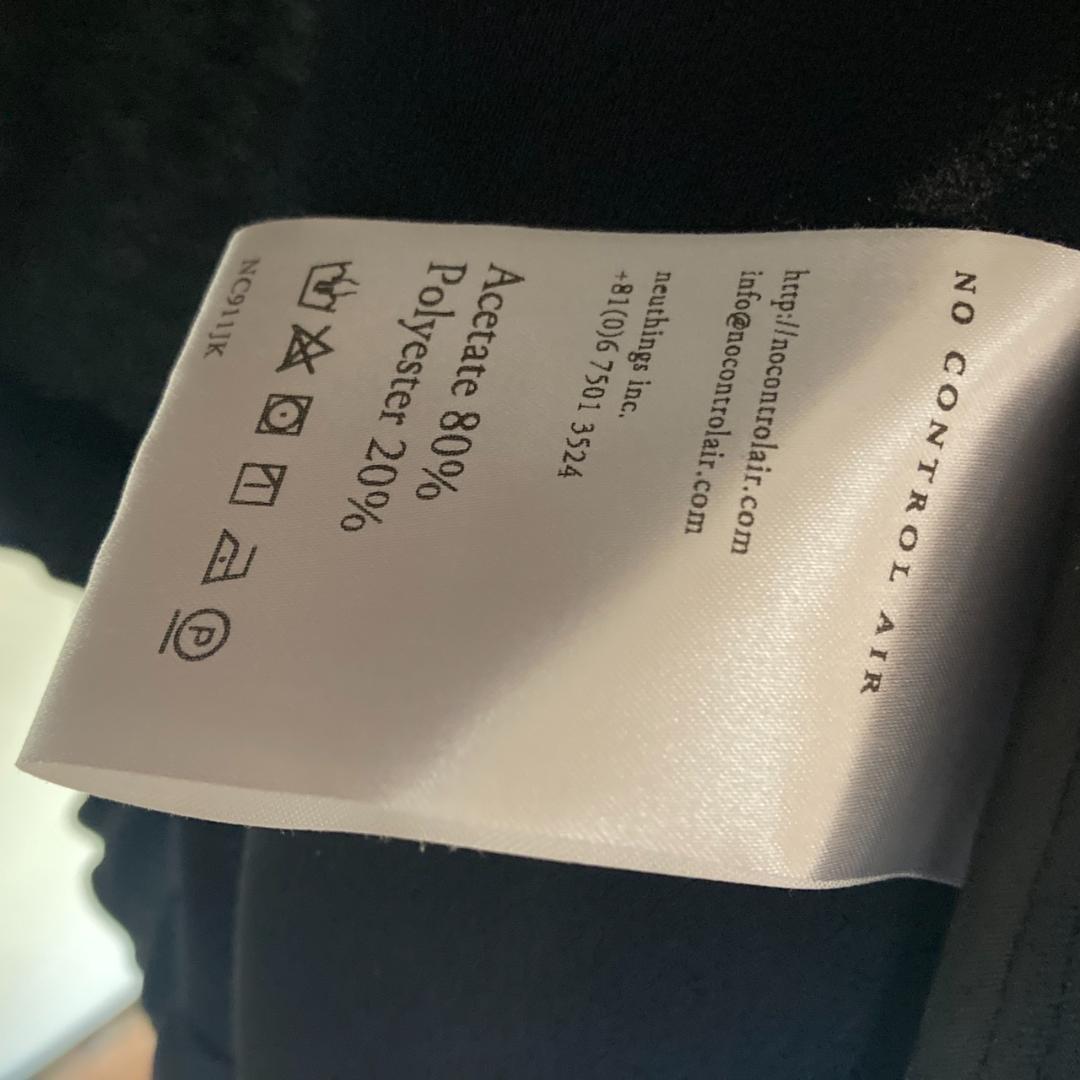 NO CONTROL AIR
http://nocontrolair.com
info@nocontrolair.com
neuthings inc.
+81(0)6 7501 3524
Acetate 80%
Polyester 20%
P
NC911JK